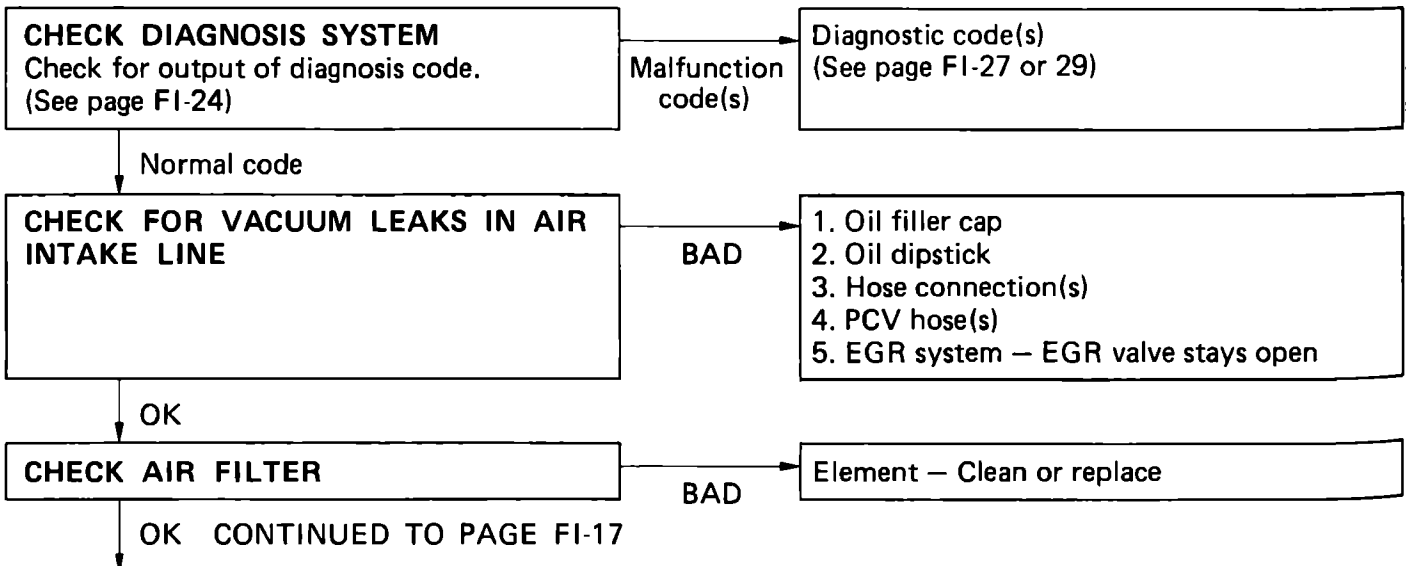 CHECK DIAGNOSIS SYSTEM
Check for output of diagnosis code.
(See page FI-24)
Malfunction
code(s)
Diagnostic code(s)
(See page FI-27 or 29)
Normal code
CHECK FOR VACUUM LEAKS IN AIR
INTAKE LINE
BAD
1. Oil filler cap
2. Oil dipstick
3. Hose connection(s)
4. PCV hose(s)
5. EGR system — EGR valve stays open
OK
CHECK AIR FILTER
BAD
Element — Clean or replace
OK CONTINUED TO PAGE FI-17